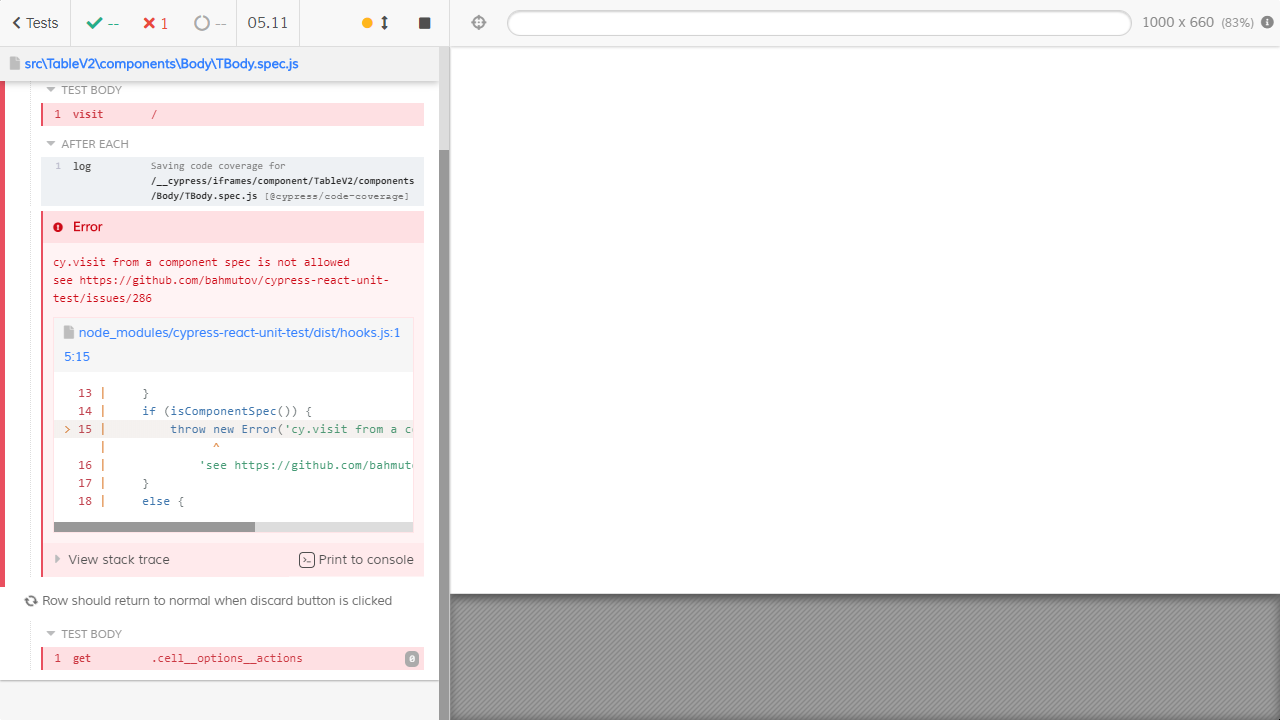 Tests
--
1
--
05.11
1000 x 660 (83%)
src\TableV2\components\Body\TBody.spec.js
TEST BODY
1 visit /
AFTER EACH
1 log Saving code coverage for
/__cypress/iframes/component/TableV2/components
/Body/TBody.spec.js [@cypress/code-coverage]
Error
cy.visit from a component spec is not allowed
see https://github.com/bahmutov/cypress-react-unit-
test/issues/286
node_modules/cypress-react-unit-test/dist/hooks.js:1
5:15
13 | }
14 | if (isComponentSpec()) {
> 15 | throw new Error('cy.visit from a c
| ^
16 | 'see https://github.com/bahmut
17 | }
18 | else {
View stack trace
Print to console
Row should return to normal when discard button is clicked
TEST BODY
1 get .cell__options__actions 0